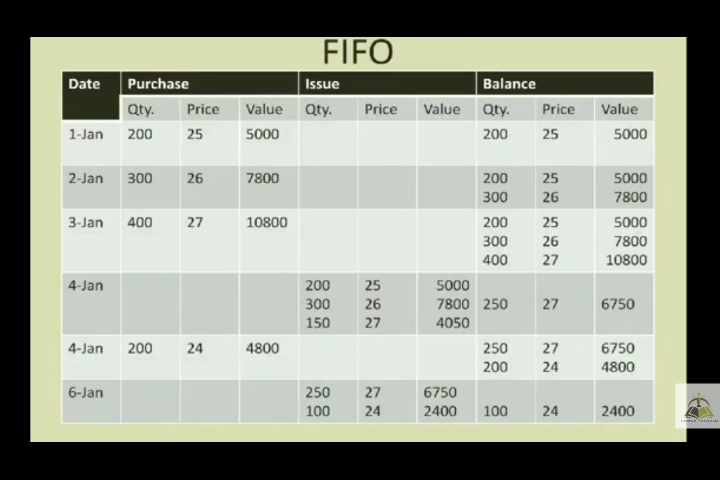 FIFO
Date Purchase Issue Balance
Qty. Price Value Qty. Price Value Qty. Price Value
1-Jan 200 25 5000 200 25 5000
2-Jan 300 26 7800 200 25 5000
300 26 7800
3-Jan 400 27 10800 200 25 5000
300 26 7800
400 27 10800
4-Jan 200 25 5000
300 26 7800 250 27 6750
150 27 4050
4-Jan 200 24 4800 250 27 6750
200 24 4800
6-Jan 250 27 6750
100 24 2400 100 24 2400